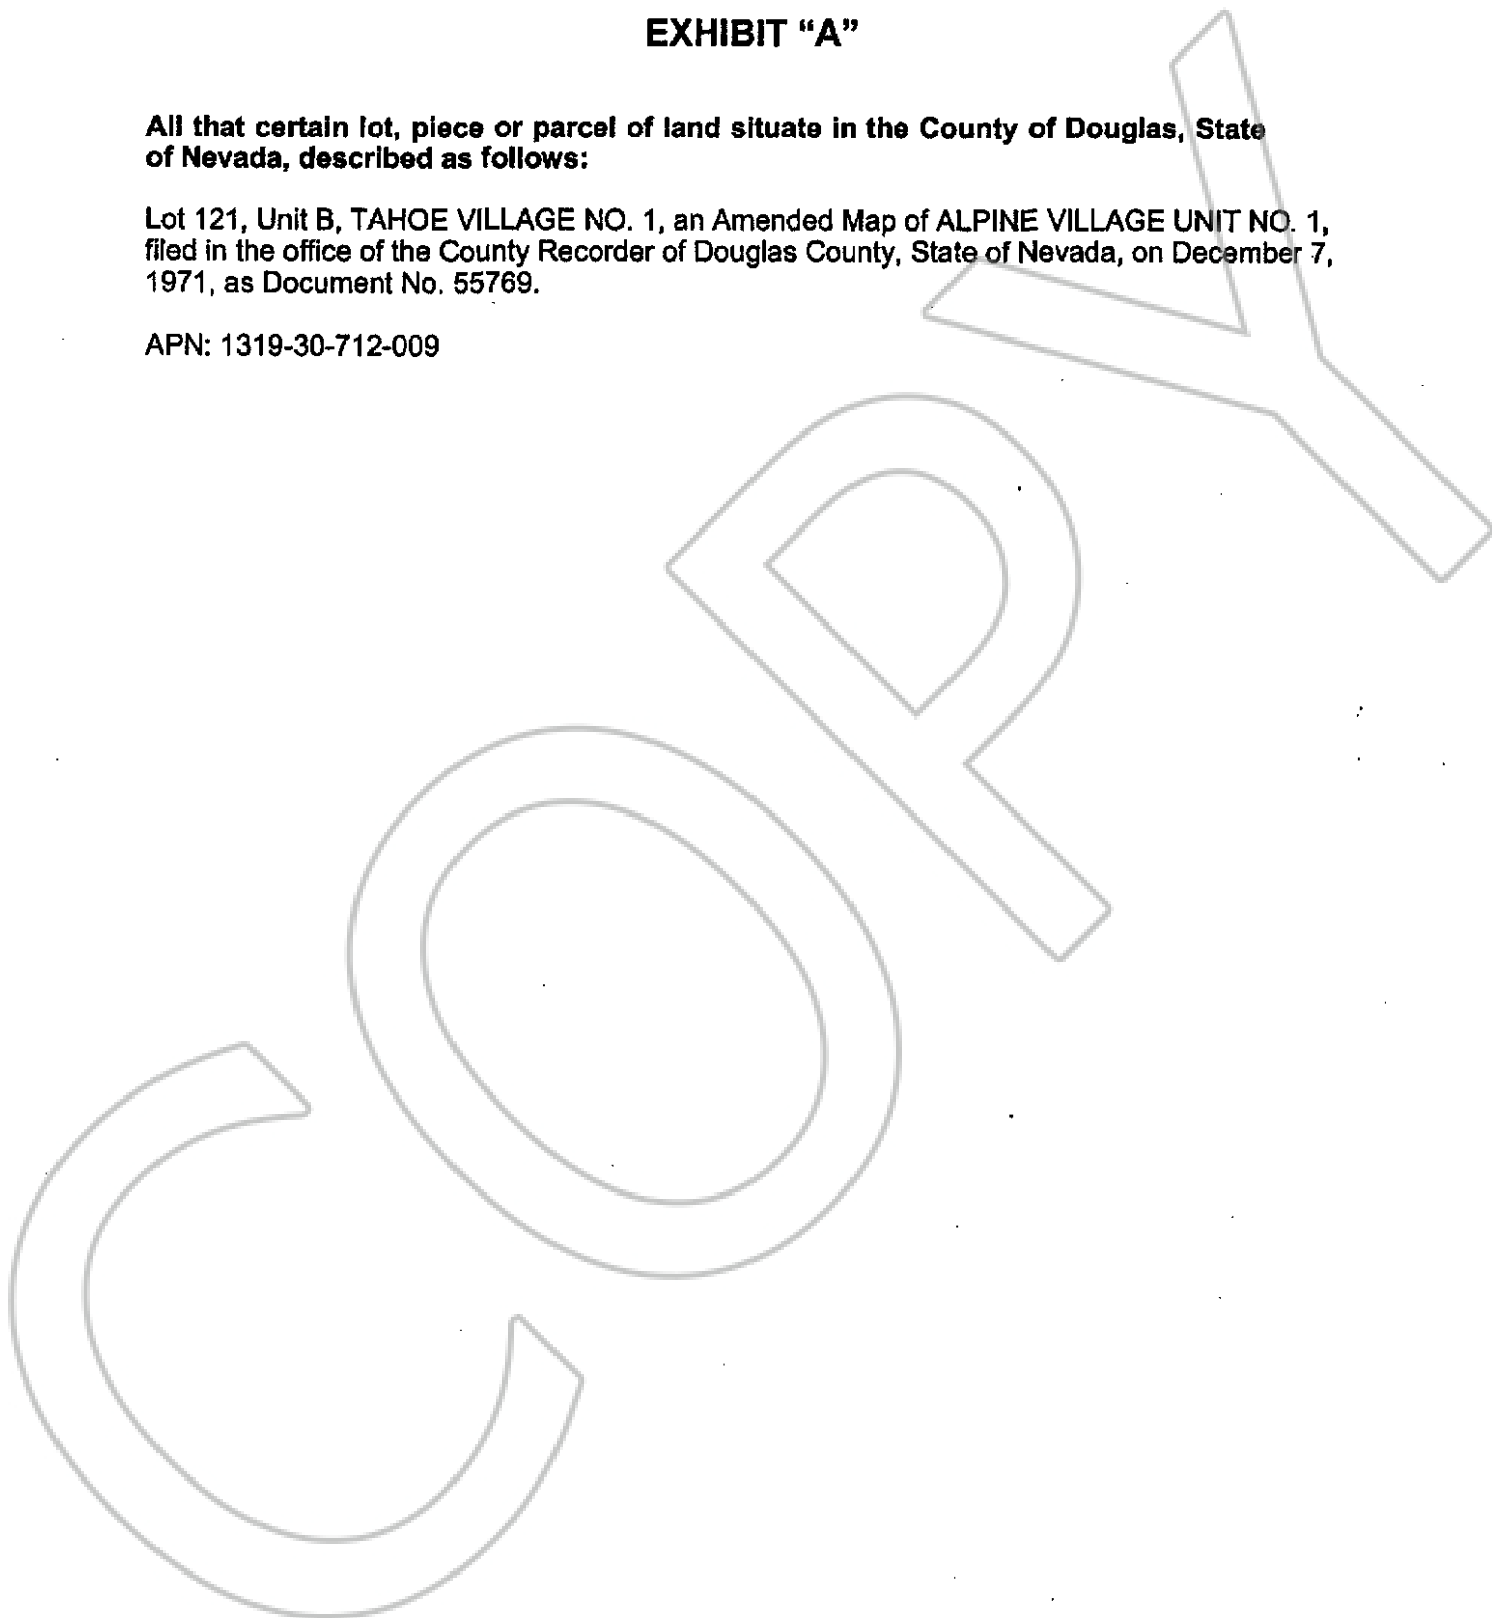 EXHIBIT “A”
All that certain lot, piece or parcel of land situate in the County of Douglas, State
of Nevada, described as follows:
Lot 121, Unit B, TAHOE VILLAGE NO. 1, an Amended Map of ALPINE VILLAGE UNIT NO. 1,
filed in the office of the County Recorder of Douglas County, State of Nevada, on December 7,
1971, as Document No. 55769.
APN: 1319-30-712-009
COPY